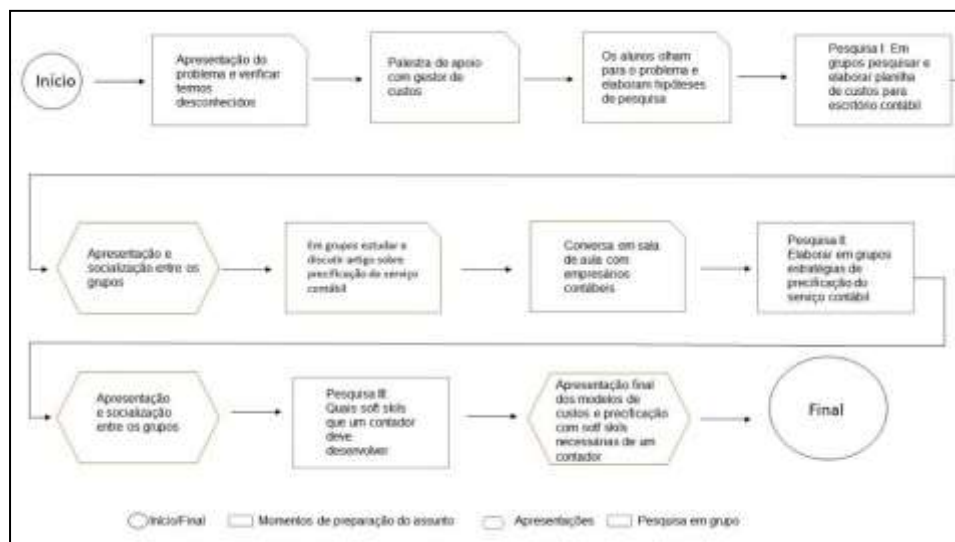 Início
Apresentação do
problema e verificar
termos
desconhecidos
Palestra de apoio
com gestor de
custos
Os alunos olham
para o problema e
elaboram hipóteses
de pesquisa
Pesquisa I: Em
grupos pesquisar e
elaborar planilha
de custos para
escritório contábil
Apresentação e
socialização entre os
grupos
Em grupos estudar e
discutir artigo sobre
precificação do serviço
contábil
Conversa em sala
de aula com
empresários
contábeis
Pesquisa II:
Elaborar em grupos
estratégias de
precificação do
serviço contábil
Apresentação
e socialização
entre os grupos
Pesquisa III:
Quais soft skils
que um contador
deve
desenvolver
Apresentação final
dos modelos de
custos e precificação
com soft skils
necessárias de um
contador
Final
Início/Final
Momentos de preparação do assunto
Apresentações
Pesquisa em grupo